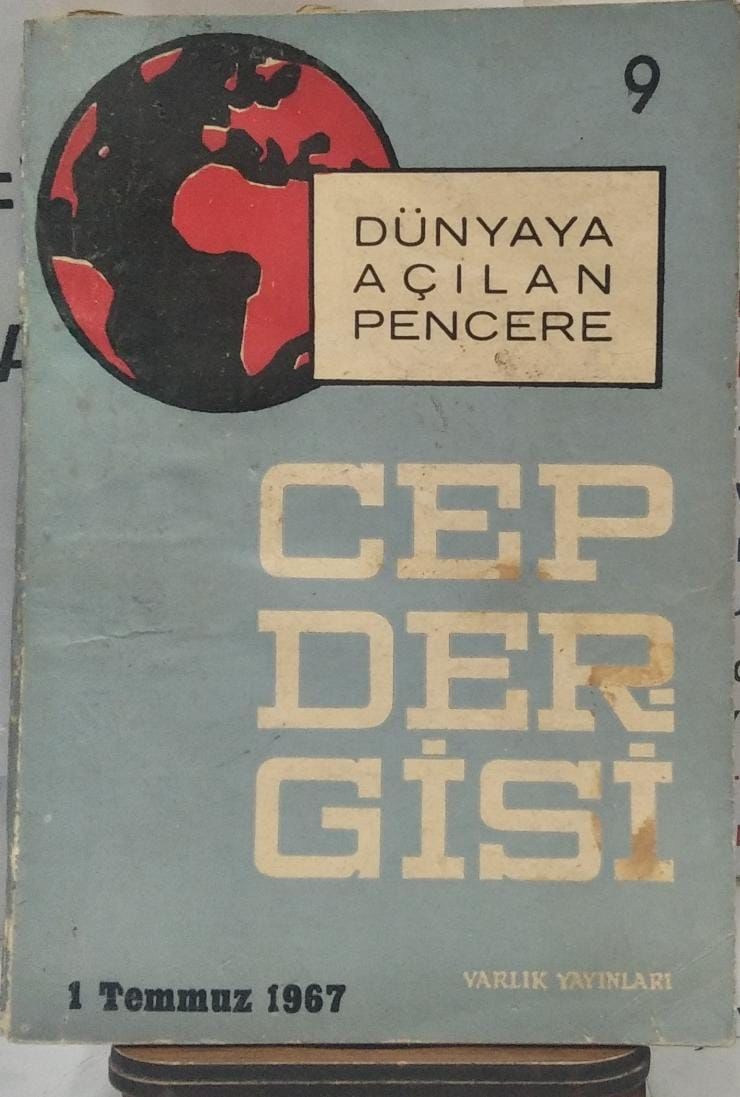 9
DÜNYAYA
AÇILAN
PENCERE
CEP
DER-
GİSİ
1 Temmuz 1967
VARLIK YAYINLARI